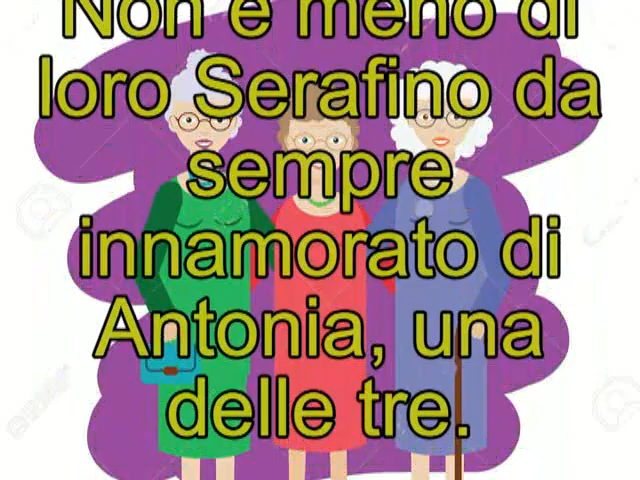 Non è meno di
loro Serafino da
sempre
innamorato di
Antonia, una
delle tre.